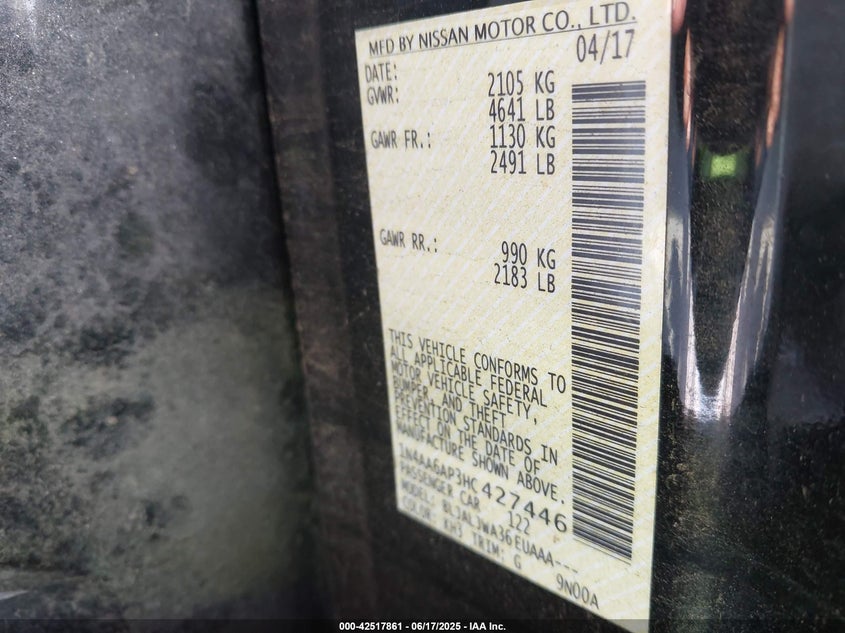 MFD BY NISSAN MOTOR CO., LTD.
DATE: 04/17
GVWR: 2105 KG
4641 LB
GAWR FR.: 1130 KG
2491 LB
GAWR RR.: 990 KG
2183 LB
THIS VEHICLE CONFORMS TO
ALL APPLICABLE FEDERAL
MOTOR VEHICLE SAFETY,
BUMPER, AND THEFT
PREVENTION STANDARDS IN
EFFECT ON THE DATE OF
MANUFACTURE SHOWN ABOVE.
1N4AA6AP3HC427446
PASSENGER CAR 122
MODEL: BLJALJWA36EUAAA---
COLOR: KH3 TRIM: G 9N00A
000-42517861 - 06/17/2025 - IAA Inc.